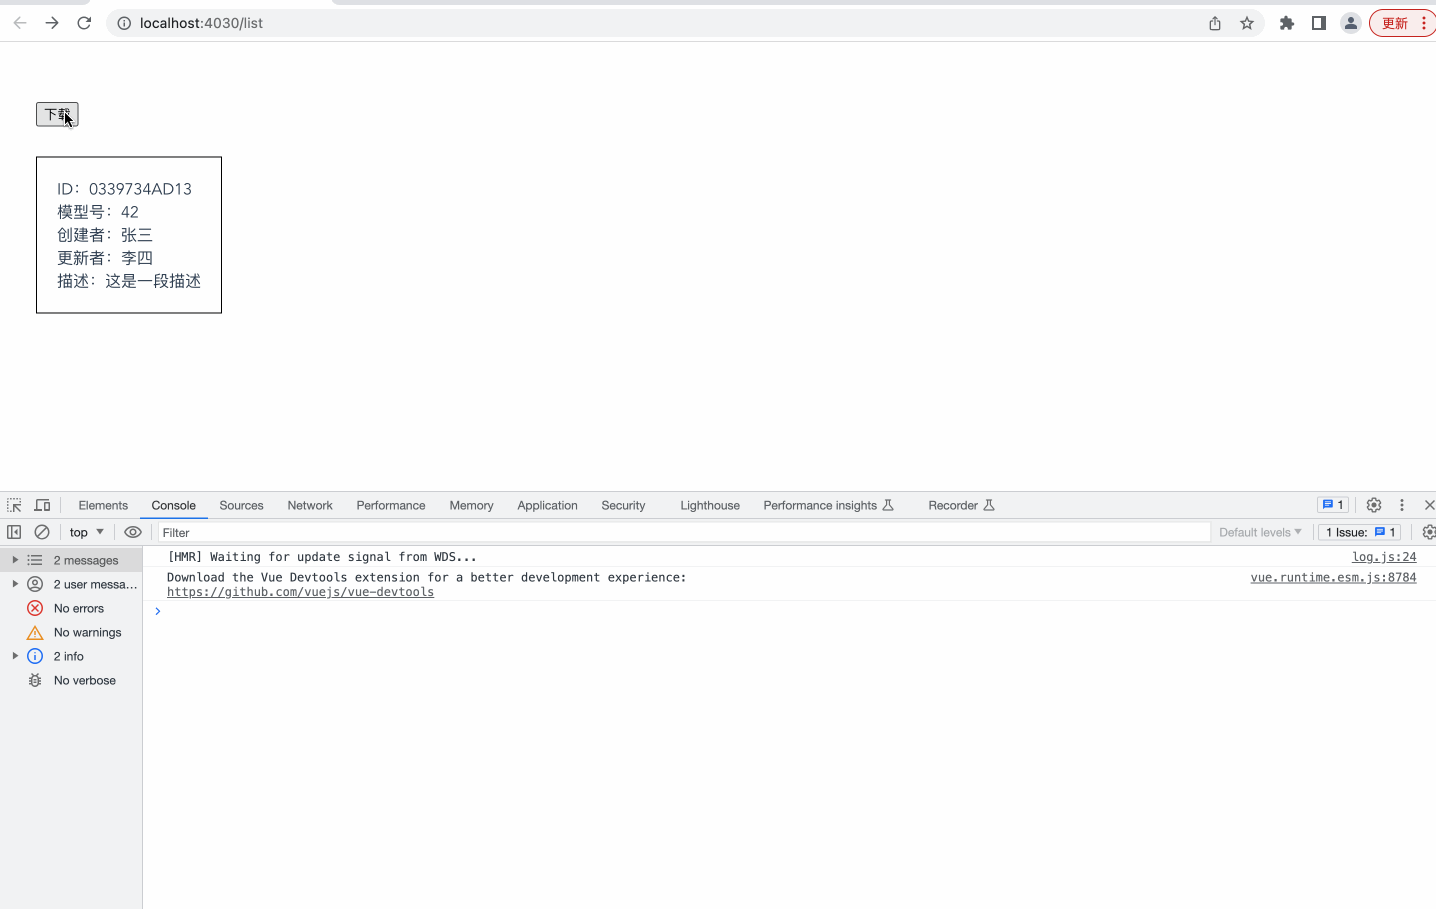 localhost:4030/list
更新
下载
ID：0339734AD13
模型号：42
创建者：张三
更新者：李四
描述：这是一段描述
Elements Console Sources Network Performance Memory Application Security Lighthouse Performance insights Recorder 1
top Filter Default levels 1 Issue: 1
2 messages
2 user messa...
No errors
No warnings
2 info
No verbose
[HMR] Waiting for update signal from WDS... log.js:24
Download the Vue Devtools extension for a better development experience: vue.runtime.esm.js:8784
https://github.com/vuejs/vue-devtools